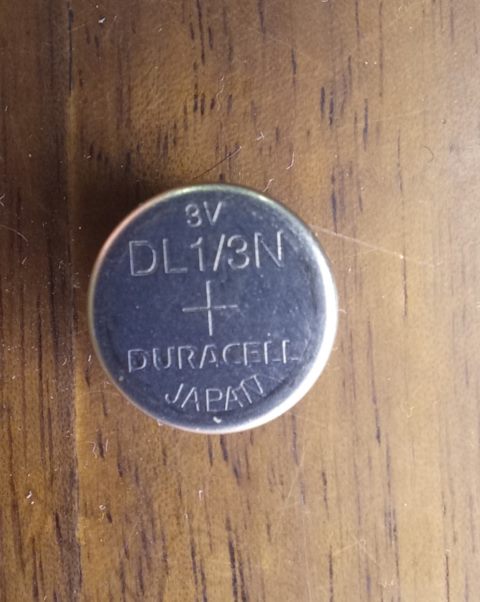 3V
DL1/3N
+
DURACELL
JAPAN